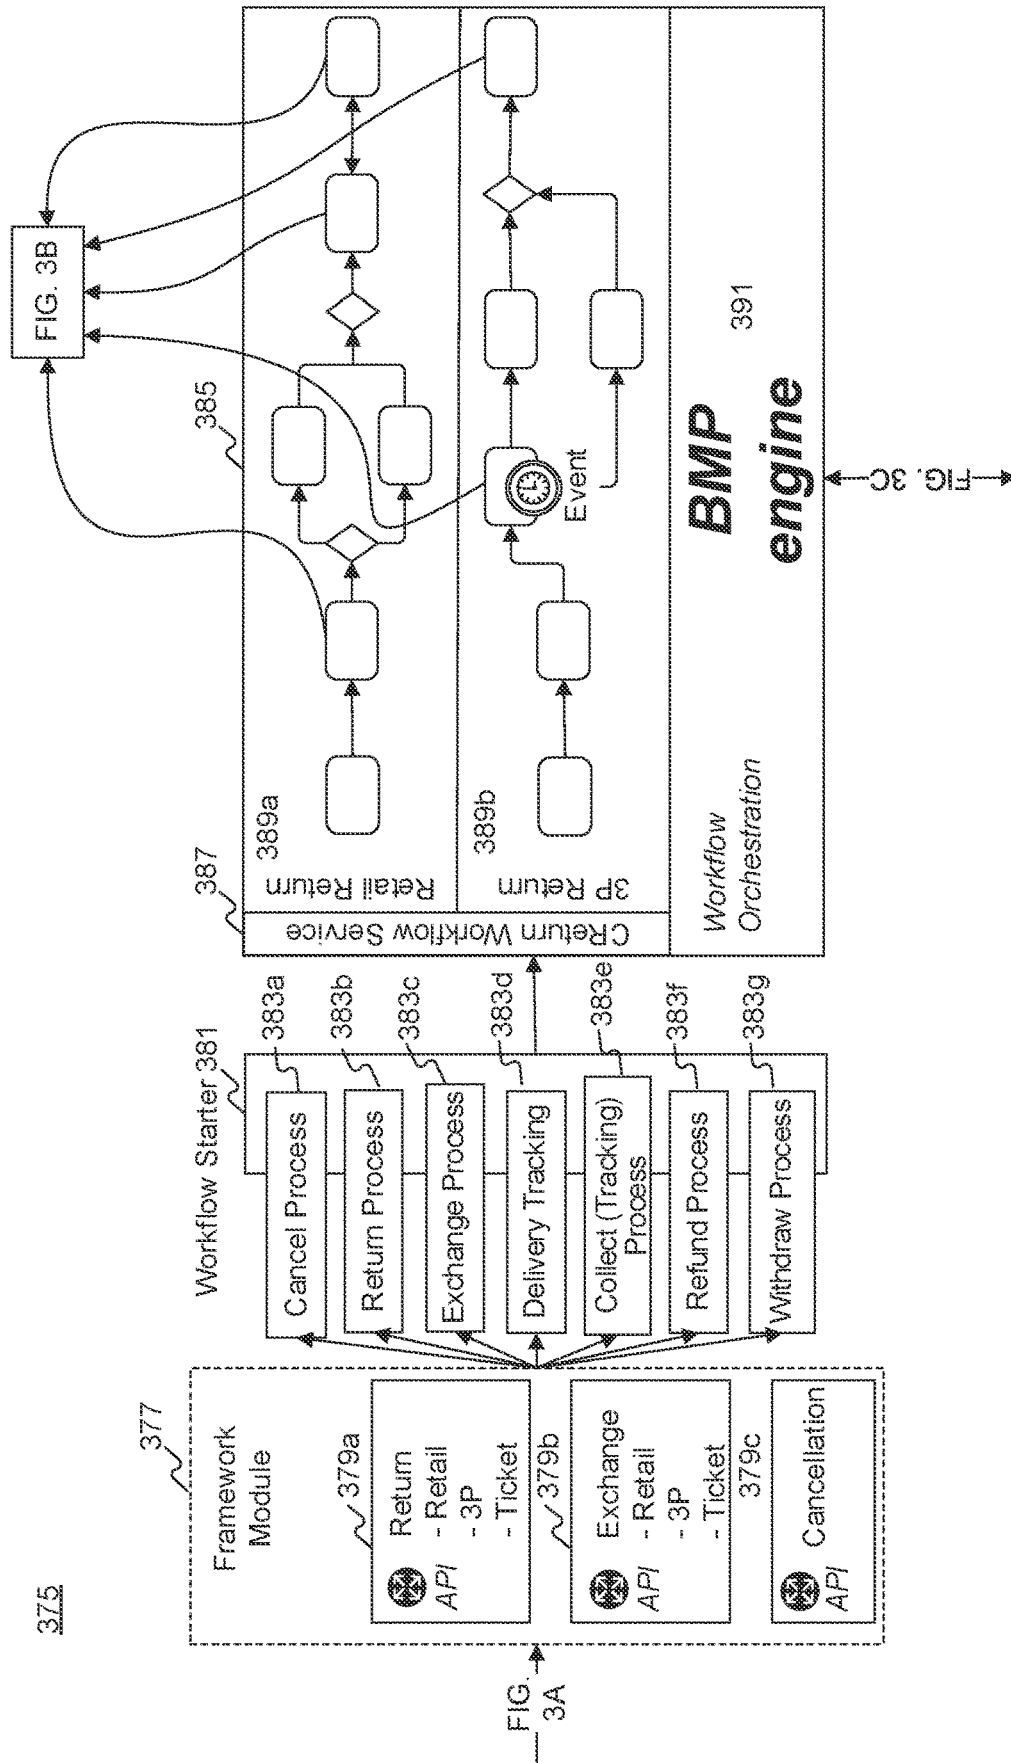 375
FIG.
3A
377
Framework
Module
379a
Return
- Retail
- 3P
- Ticket
API
379b
Exchange
- Retail
- 3P
- Ticket
API
379c
Cancellation
API
Workflow Starter 381
Cancel Process
383a
Return Process
383b
Exchange Process
383c
Delivery Tracking
383d
Collect (Tracking)
Process
383e
Refund Process
383f
Withdraw Process
383g
387
CReturn Workflow Service
385
Retail Return
389a
3P Return
389b
Event
Workflow
Orchestration
BMP
engine
391
FIG. 3B
FIG. 3C